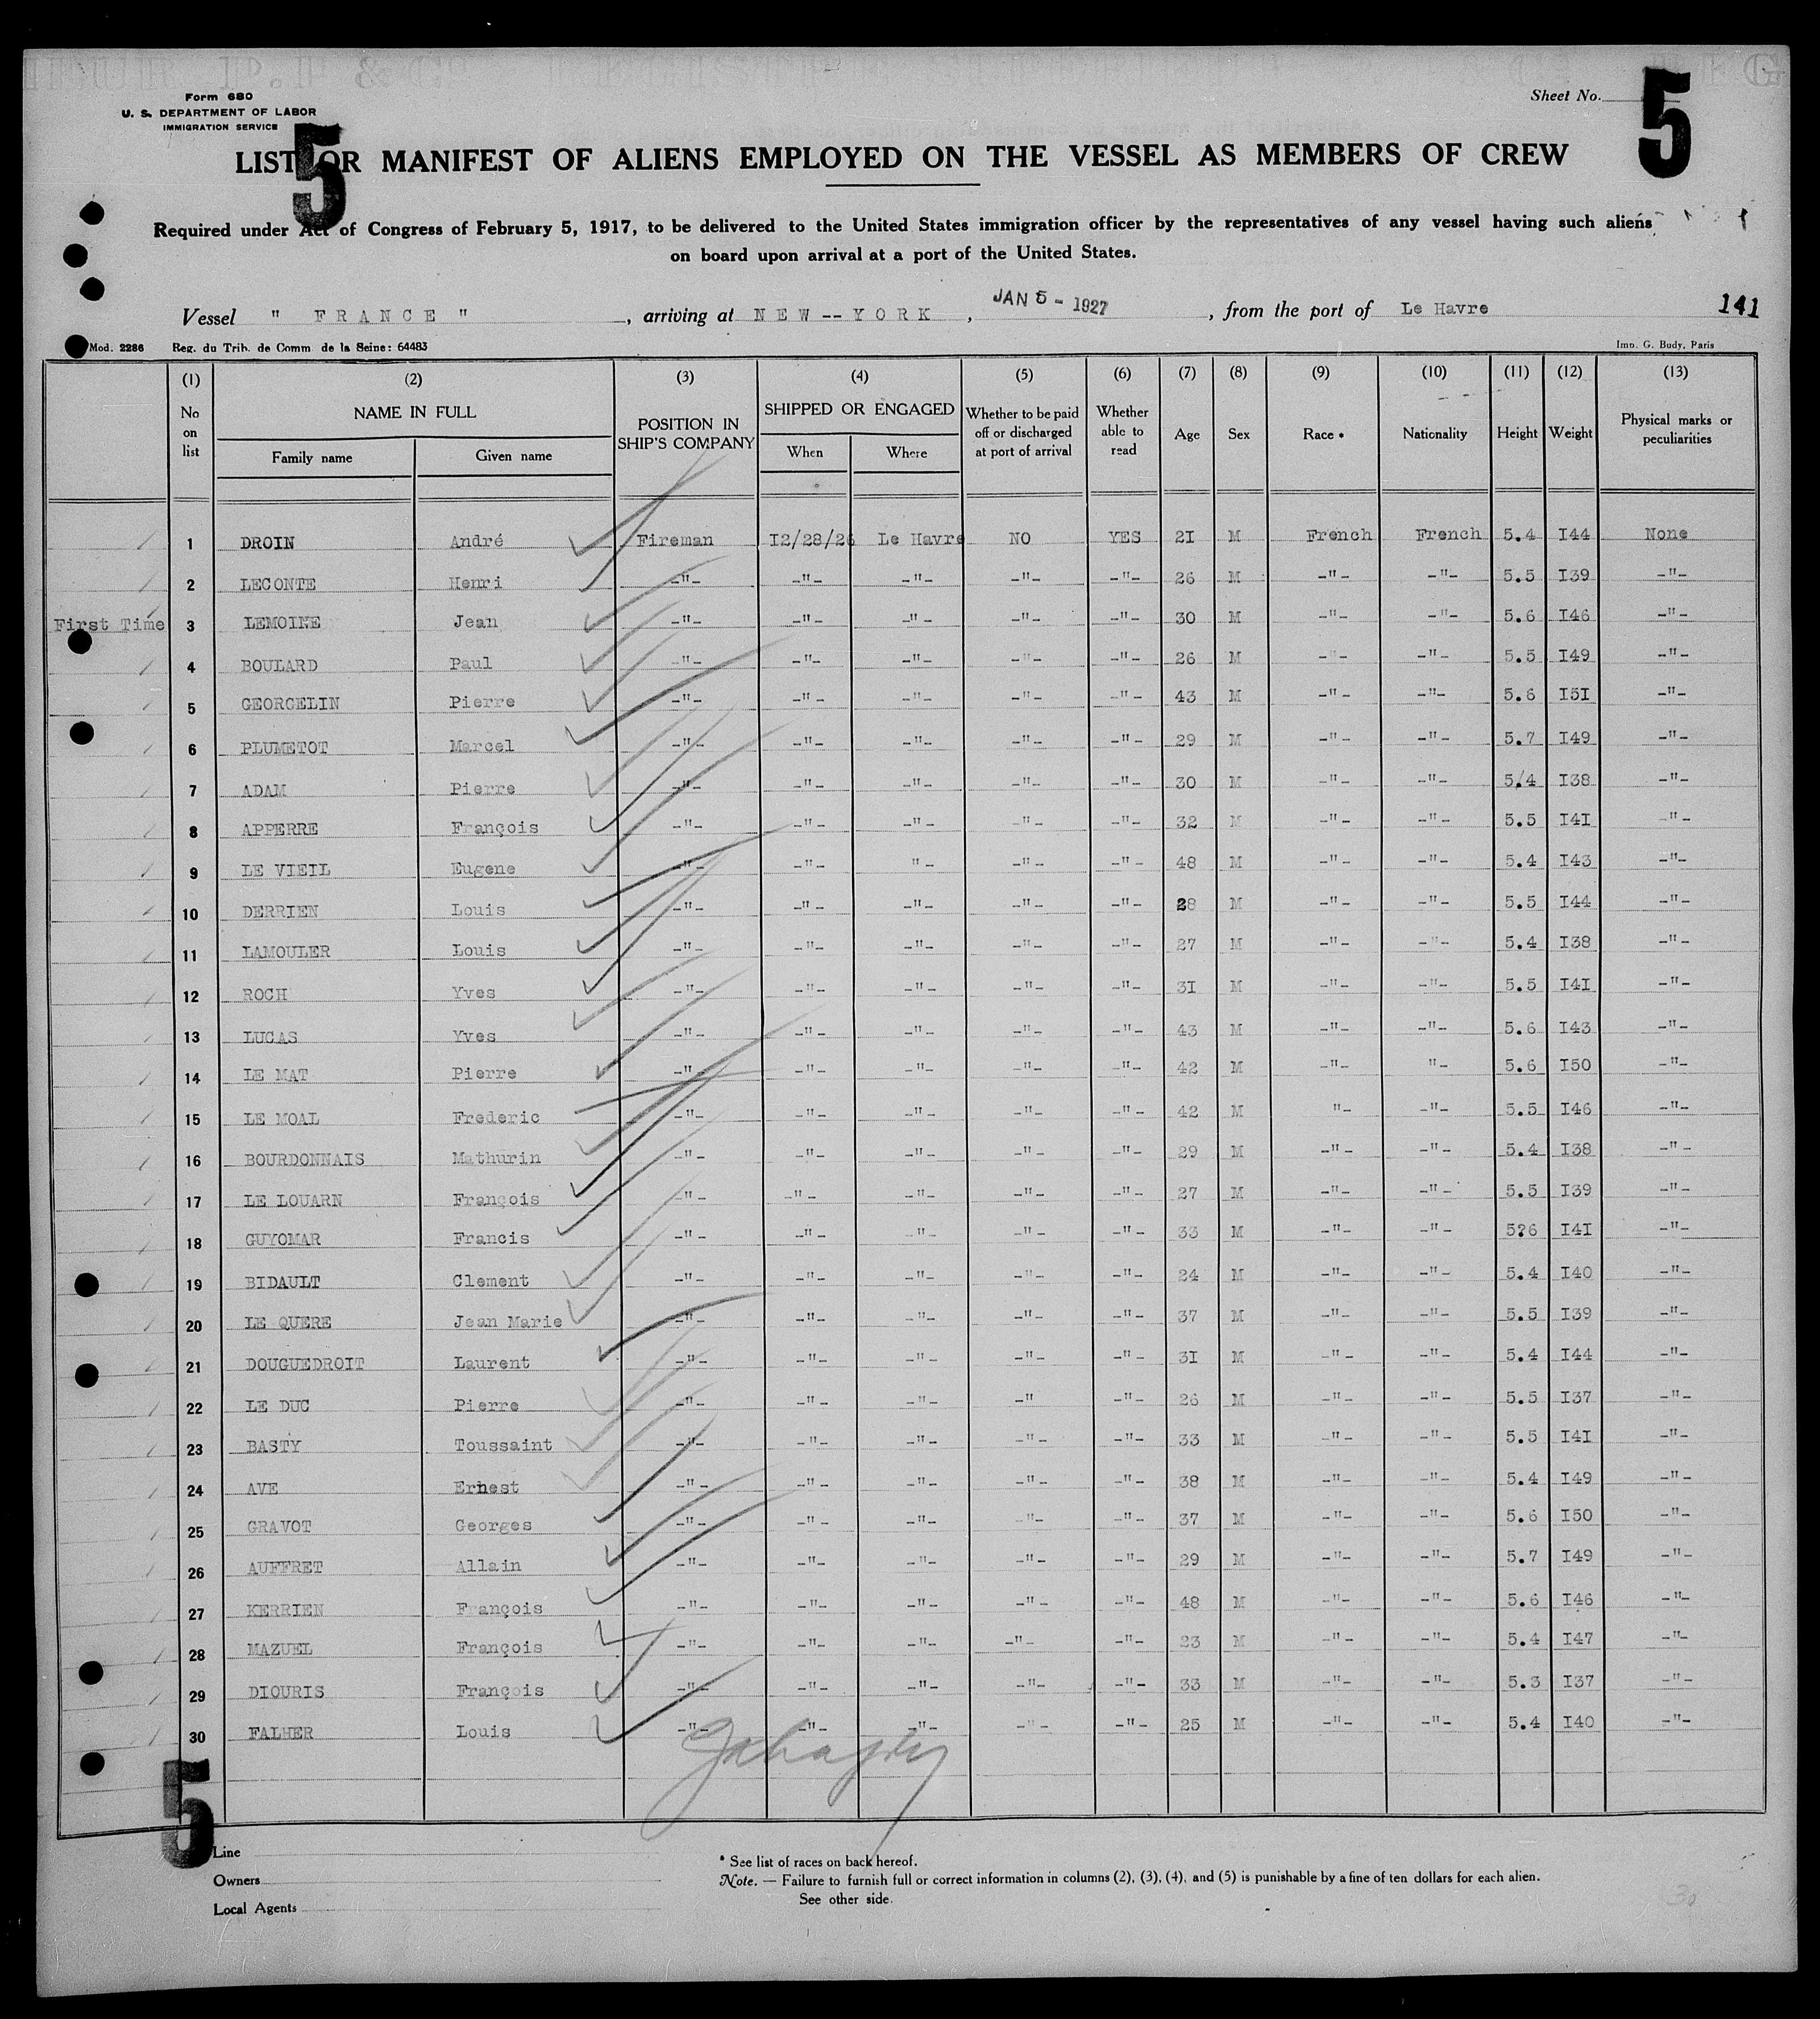 Form 680
U. S. DEPARTMENT OF LABOR
IMMIGRATION SERVICE
Sheet No. 5
5
LIST OR MANIFEST OF ALIENS EMPLOYED ON THE VESSEL AS MEMBERS OF CREW
Required under Act of Congress of February 5, 1917, to be delivered to the United States immigration officer by the representatives of any vessel having such aliens
on board upon arrival at a port of the United States.
Vessel " FRANCE " , arriving at NEW--YORK , JAN 5 - 1927 , from the port of Le Havre 141
Mod. 2286 Reg. du Trib. de Comm. de la Seine: 64483 Imp. G. Budy, Paris
(1) (2) (3) (4) (5) (6) (7) (8) (9) (10) (11) (12) (13)
No on list NAME IN FULL POSITION IN SHIP'S COMPANY SHIPPED OR ENGAGED Whether to be paid off or discharged at port of arrival Whether able to read Age Sex Race * Nationality Height Weight Physical marks or peculiarities
Family name Given name When Where
1 DROIN André Fireman 12/28/26 Le Havre NO YES 21 M French French 5.4 144 None
2 LECONTE Henri -"- -"- -"- -"- -"- 26 M -"- -"- 5.5 139 -"-
First Time 3 LEMOINE Jean -"- -"- -"- -"- -"- 30 M -"- -"- 5.6 146 -"-
4 BOULARD Paul -"- -"- -"- -"- -"- 26 M -"- -"- 5.5 149 -"-
5 GEORGELIN Pierre -"- -"- -"- -"- -"- 43 M -"- -"- 5.6 151 -"-
6 PLUMETOT Marcel -"- -"- -"- -"- -"- 29 M -"- -"- 5.7 149 -"-
7 ADAM Pierre -"- -"- -"- -"- -"- 30 M -"- -"- 5/4 138 -"-
8 APPERRE François -"- -"- -"- -"- -"- 32 M -"- -"- 5.5 141 -"-
9 LE VIEIL Eugene -"- -"- "- -"- -"- 48 M -"- -"- 5.4 143 -"-
10 DERRIEN Louis -"- -"- -"- -"- -"- 28 M -"- -"- 5.5 144 -"-
11 LAMOULER Louis -"- -"- -"- -"- -"- 27 M -"- -"- 5.4 138 -"-
12 ROCH Yves -"- -"- -"- -"- -"- 31 M -"- -"- 5.5 141 -"-
13 LUCAS Yves -"- -"- -"- -"- -"- 43 M -"- -"- 5.6 143 -"-
14 LE MAT Pierre -"- -"- -"- -"- -"- 42 M -"- "- 5.6 150 -"-
15 LE MOAL Frederic -"- -"- -"- -"- -"- 42 M "- -"- 5.5 146 -"-
16 BOURDONNAIS Mathurin -"- -"- -"- -"- -"- 29 M -"- -"- 5.4 138 -"-
17 LE LOUARN François -"- -"- -"- -"- -"- 27 M -"- -"- 5.5 139 -"-
18 GUYOMAR Francis -"- -"- -"- -"- -"- 33 M -"- -"- 5?6 141 -"-
19 BIDAULT Clement -"- -"- -"- -"- -"- 24 M -"- -"- 5.4 140 -"-
20 LE QUERE Jean Marie -"- -"- -"- -"- -"- 37 M -"- -"- 5.5 139 -"-
21 DOUGUEDROIT Laurent -"- -"- -"- -"- -"- 31 M -"- -"- 5.4 144 -"-
22 LE DUC Pierre -"- -"- -"- -" -"- 26 M -"- -"- 5.5 137 -"-
23 BASTY Toussaint -"- -"- -"- -"- -"- 33 M -"- -"- 5.5 141 -"-
24 AVE Ernest -"- -"- -"- -"- -"- 38 M -"- -"- 5.4 149 -"-
25 GRAVOT Georges -"- -"- -"- -"- -"- 37 M -"- -"- 5.6 150 -"-
26 AUFFRET Allain -"- -"- -"- -"- -"- 29 M -"- -"- 5.7 149 -"-
27 KERRIEN François -"- -"- -"- -"- -"- 48 M -"- -"- 5.6 146 -"-
28 MAZUEL François -"- -"- -"- -"- -"- 23 M -"- -"- 5.4 147 -"-
29 DIOURIS François -"- -"- -"- -"- -"- 33 M -"- -"- 5.3 137 -"-
30 FALHER Louis -"- -"- -"- -"- -"- 25 M -"- -"- 5.4 140 -"-
5
Line
Owners
Local Agents
* See list of races on back hereof.
Note. — Failure to furnish full or correct information in columns (2), (3), (4), and (5) is punishable by a fine of ten dollars for each alien.
See other side.
30